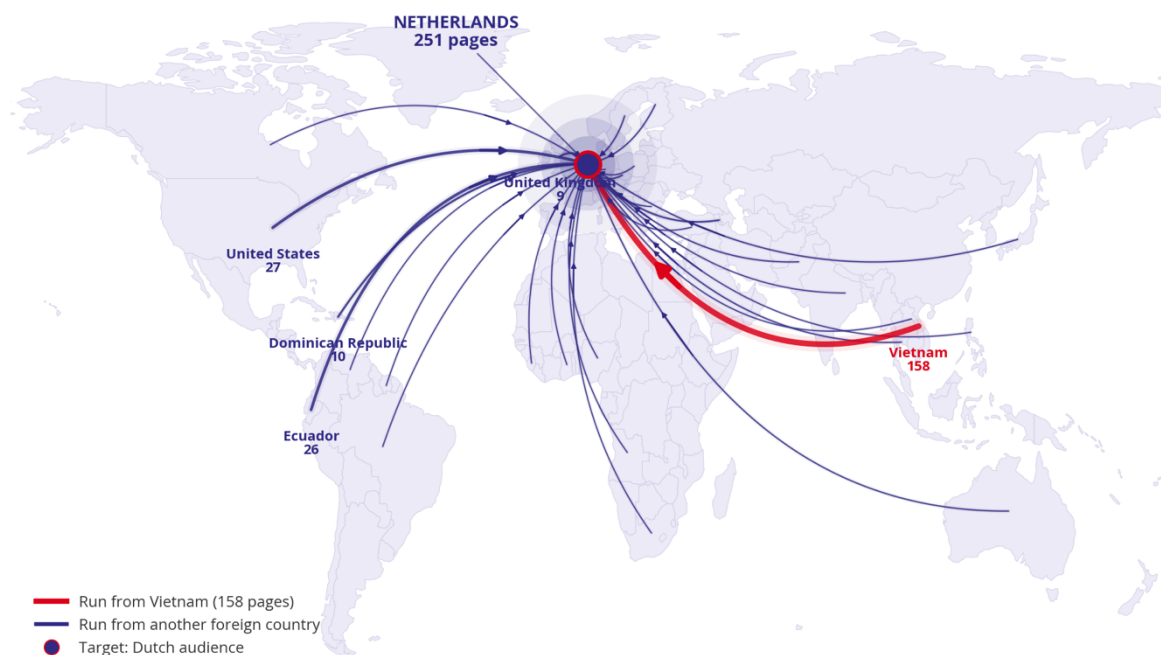 NETHERLANDS
251 pages
United Kingdom
9
United States
27
Dominican Republic
10
Vietnam
158
Ecuador
26
Run from Vietnam (158 pages)
Run from another foreign country
Target: Dutch audience